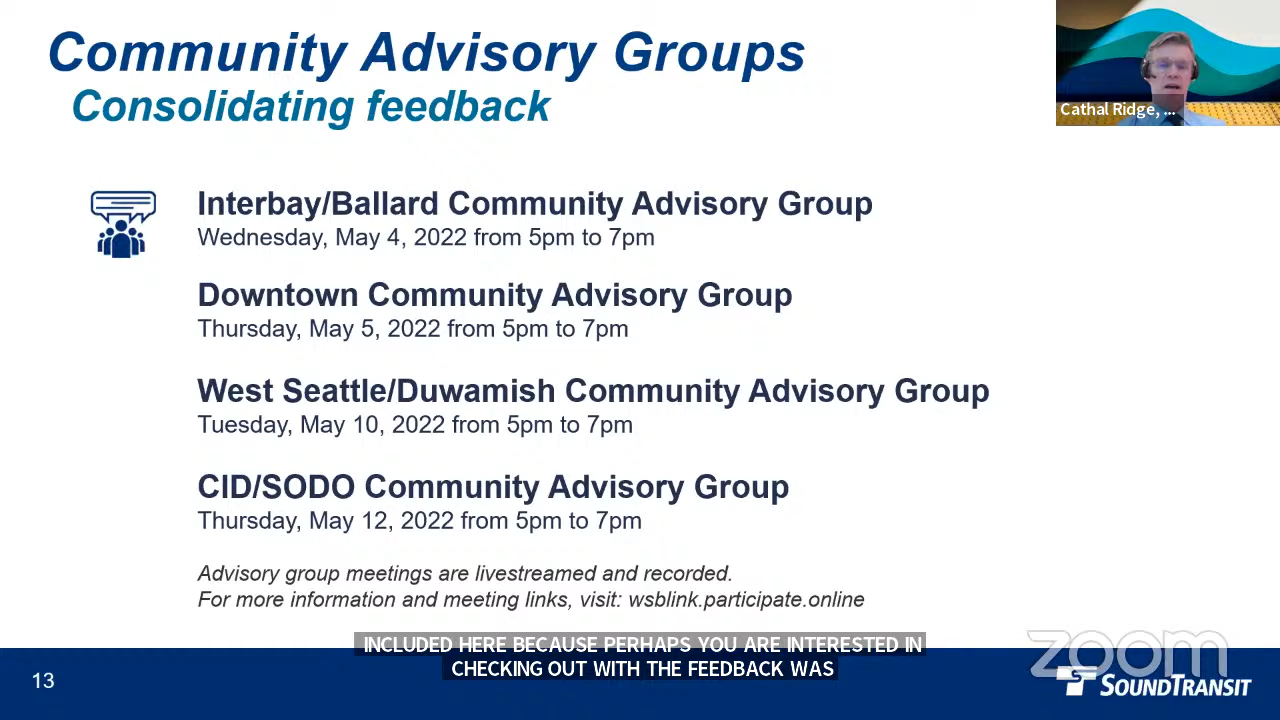 Community Advisory Groups
Consolidating feedback
Cathal Ridge, ...
Interbay/Ballard Community Advisory Group
Wednesday, May 4, 2022 from 5pm to 7pm
Downtown Community Advisory Group
Thursday, May 5, 2022 from 5pm to 7pm
West Seattle/Duwamish Community Advisory Group
Tuesday, May 10, 2022 from 5pm to 7pm
CID/SODO Community Advisory Group
Thursday, May 12, 2022 from 5pm to 7pm
Advisory group meetings are livestreamed and recorded.
For more information and meeting links, visit: wsblink.participate.online
INCLUDED HERE BECAUSE PERHAPS YOU ARE INTERESTED IN
CHECKING OUT WITH THE FEEDBACK WAS
zoom
13
SOUNDTRANSIT